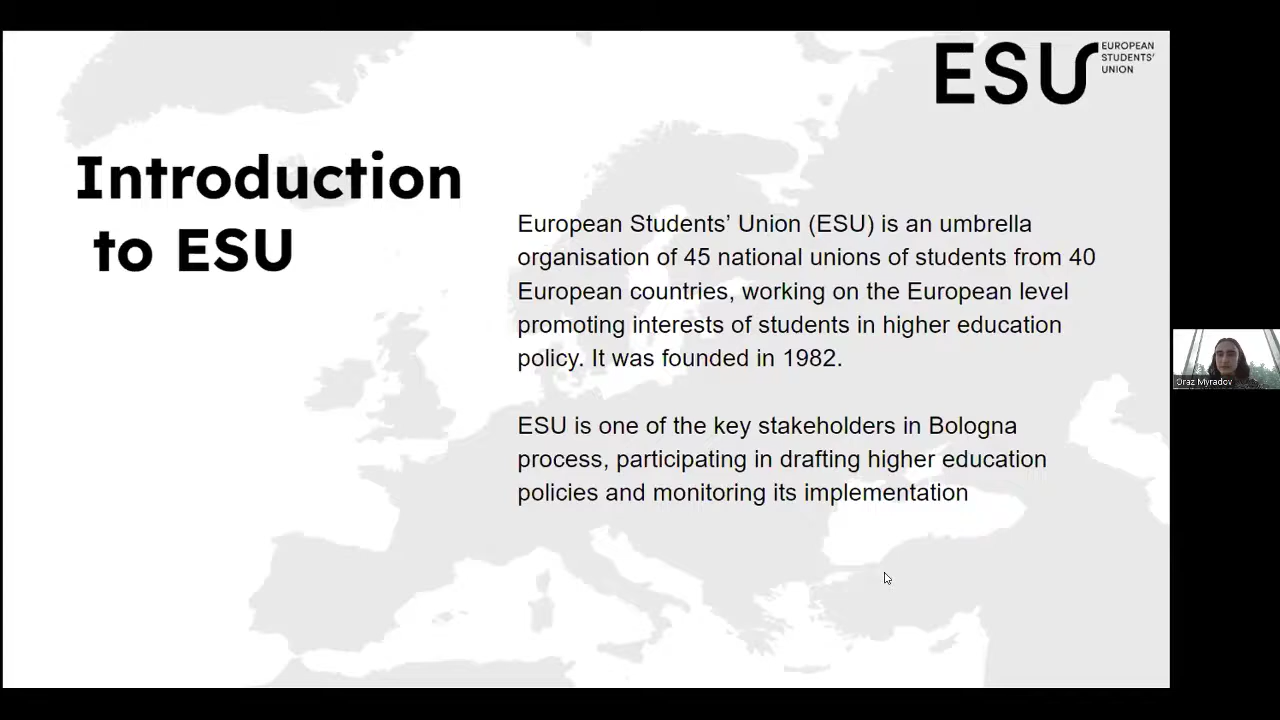 ESU EUROPEAN
STUDENTS’
UNION
Introduction
to ESU
European Students’ Union (ESU) is an umbrella
organisation of 45 national unions of students from 40
European countries, working on the European level
promoting interests of students in higher education
policy. It was founded in 1982.
ESU is one of the key stakeholders in Bologna
process, participating in drafting higher education
policies and monitoring its implementation
Oraz Myradov